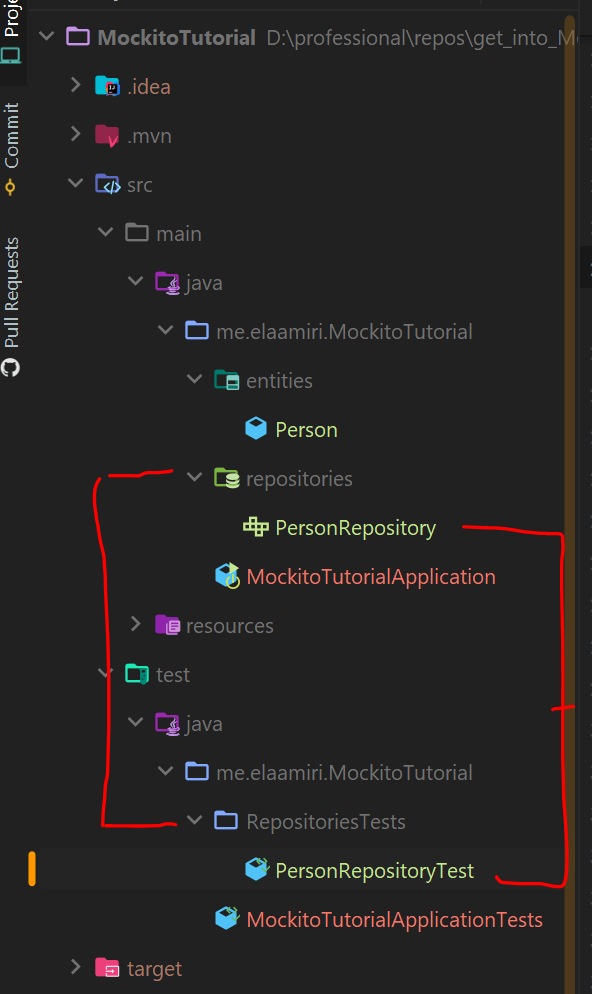 Proje
Commit
Pull Requests
MockitoTutorial D:\professional\repos\get_into_Mo
.idea
.mvn
src
main
java
me.elaamiri.MockitoTutorial
entities
Person
repositories
PersonRepository
MockitoTutorialApplication
resources
test
java
me.elaamiri.MockitoTutorial
RepositoriesTests
PersonRepositoryTest
MockitoTutorialApplicationTests
target